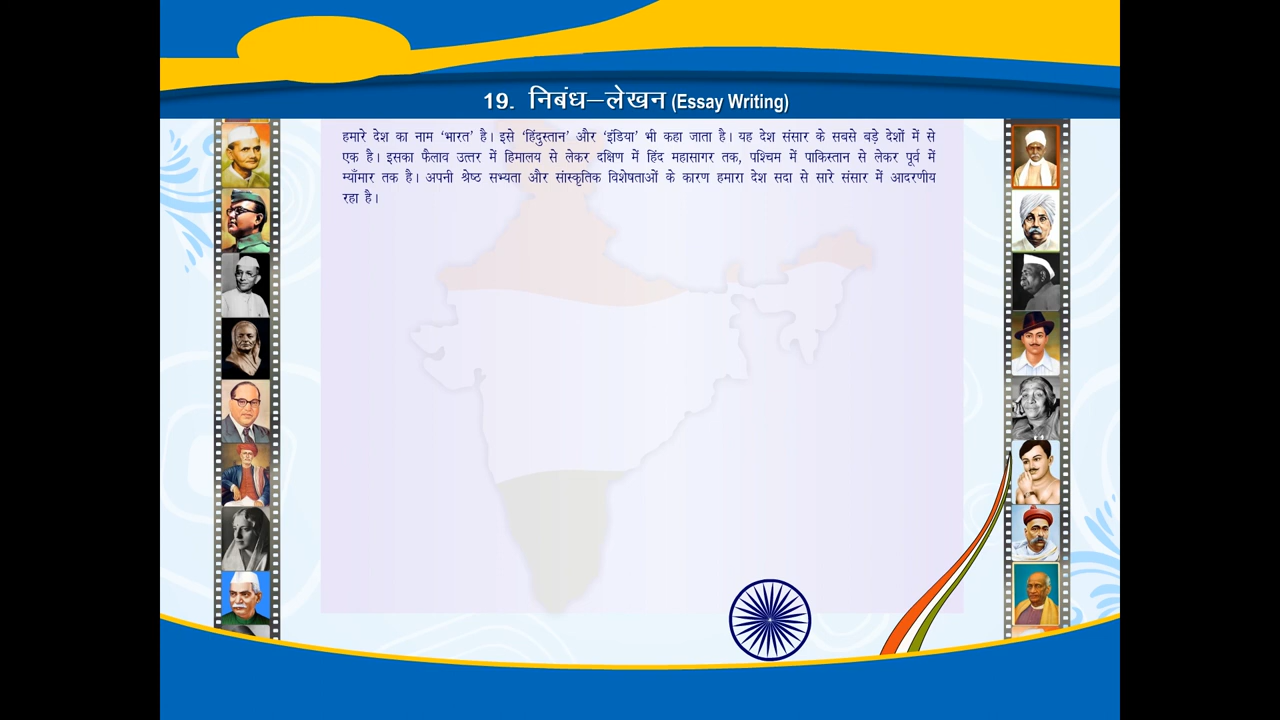 19. निबंध–लेखन (Essay Writing)
हमारे देश का नाम ‘भारत’ है। इसे ‘हिंदुस्तान’ और ‘इंडिया’ भी कहा जाता है। यह देश संसार के सबसे बड़े देशों में से
एक है। इसका फैलाव उत्तर में हिमालय से लेकर दक्षिण में हिंद महासागर तक, पश्चिम में पाकिस्तान से लेकर पूर्व में
म्याँमार तक है। अपनी श्रेष्ठ सभ्यता और सांस्कृतिक विशेषताओं के कारण हमारा देश सदा से सारे संसार में आदरणीय
रहा है।